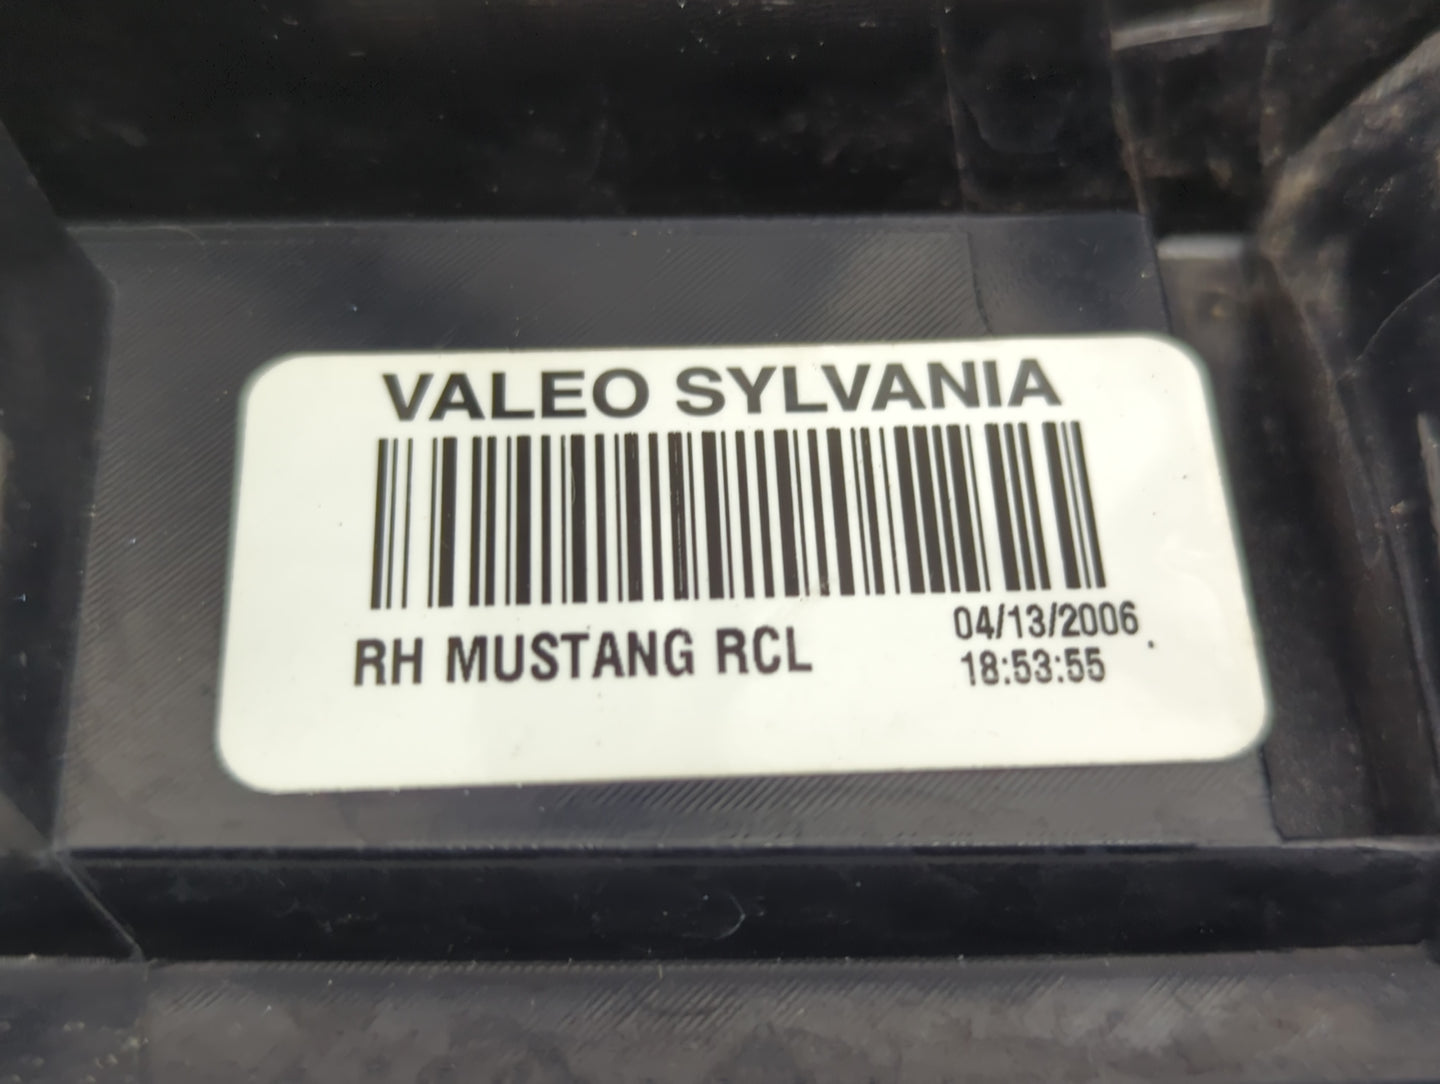 VALEO SYLVANIA
RH MUSTANG RCL
04/13/2006
18:53:55